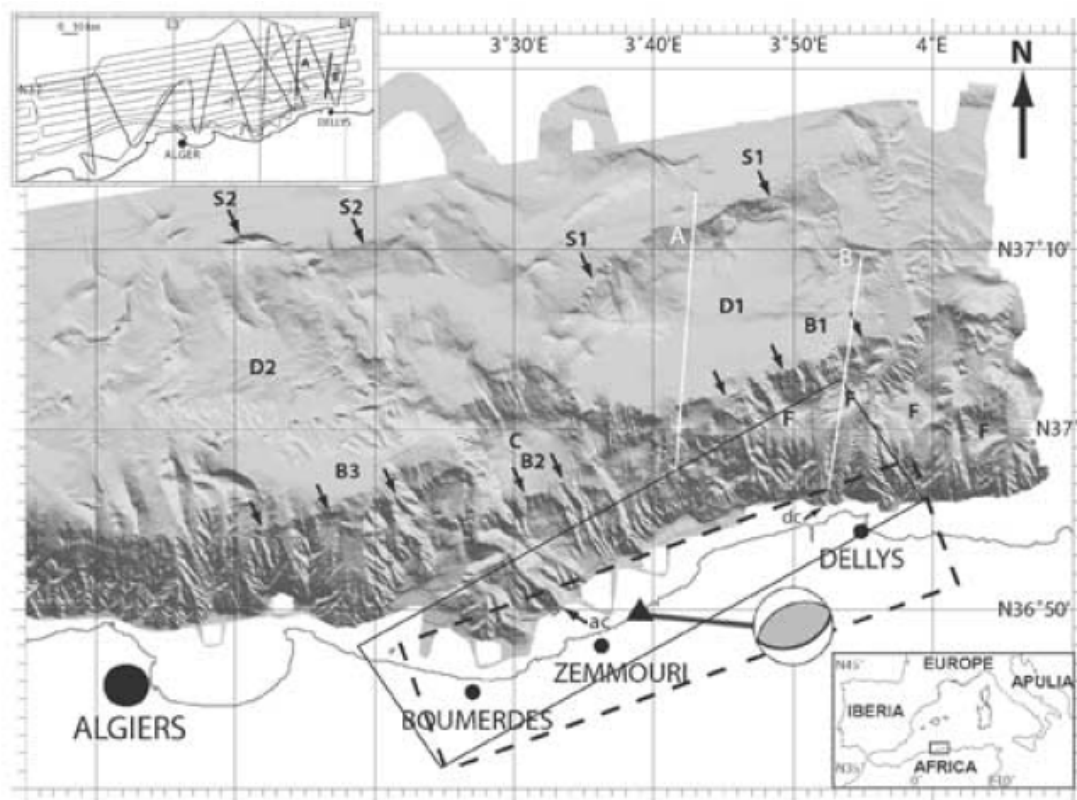 3°30'E 3°40'E 3°50'E 4°E
N
A
DELLYS
ALGER
S1
S2
S2
S1
A
B
N37°10'
D1
B1
D2
F
F
F
F
N37°
C
B2
B3
dc
DELLYS
N36°50'
ac
ZEMMOURI
ALGIERS
BOUMERDES
EUROPE
APULIA
IBERIA
AFRICA
0°